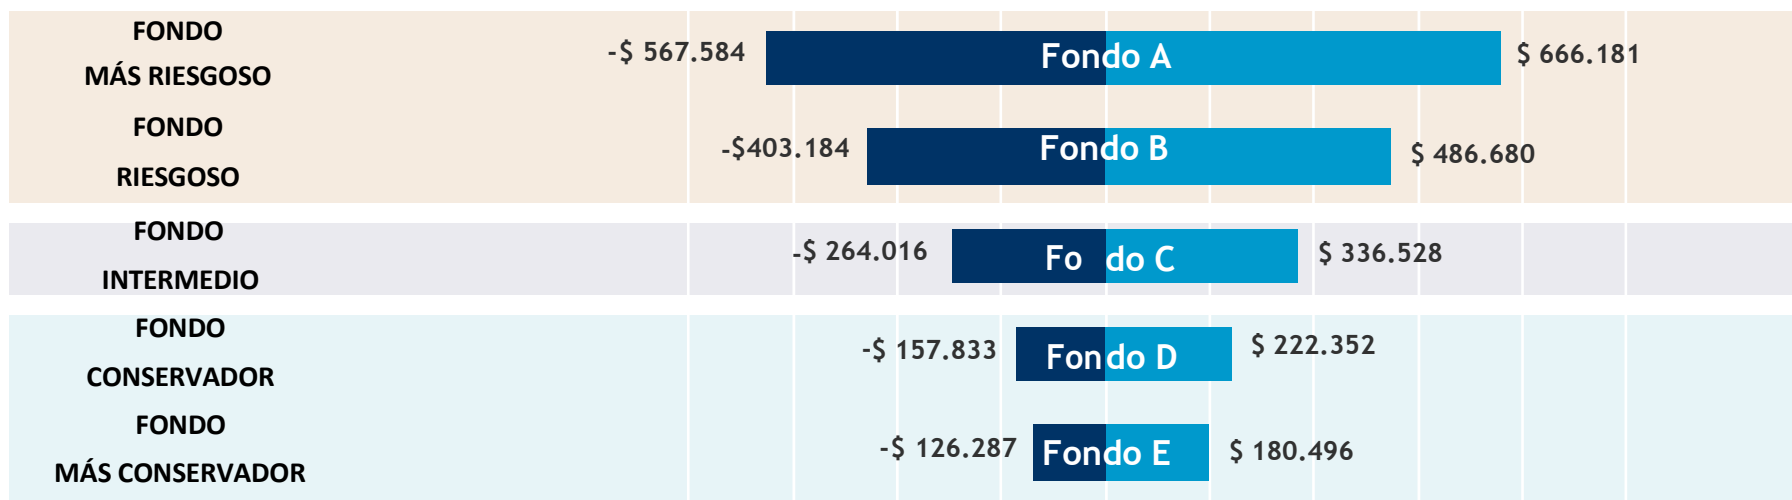 FONDO
MÁS RIESGOSO
-$ 567.584
Fondo A
$ 666.181
FONDO
RIESGOSO
-$403.184
Fondo B
$ 486.680
FONDO
INTERMEDIO
-$ 264.016
Fo do C
$ 336.528
FONDO
CONSERVADOR
-$ 157.833
Fondo D
$ 222.352
FONDO
MÁS CONSERVADOR
-$ 126.287
Fondo E
$ 180.496